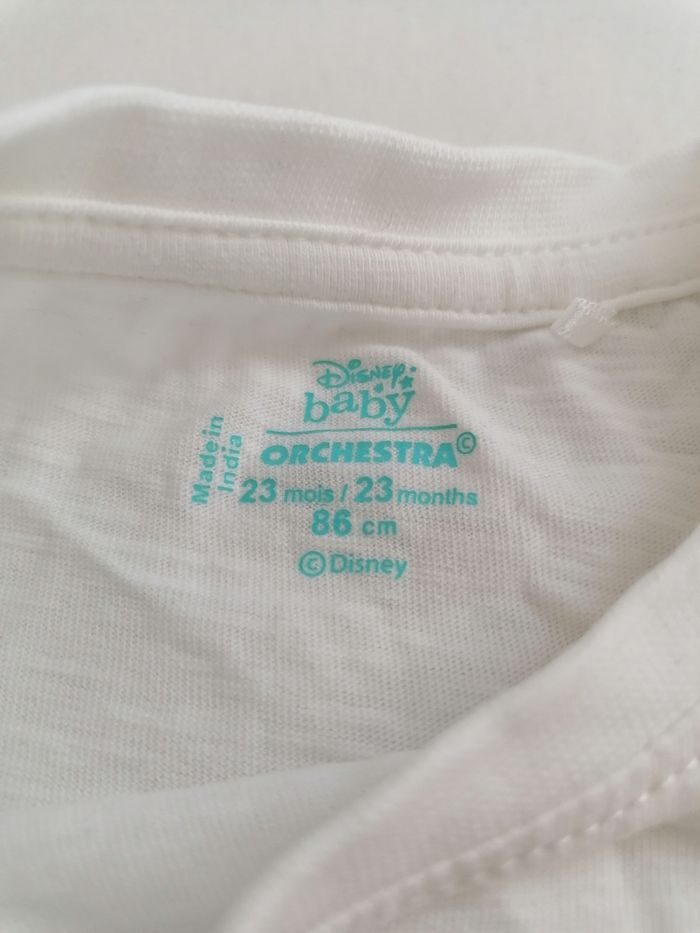 Disney
baby
ORCHESTRA©
Made in
India
23 mois / 23 months
86 cm
©Disney